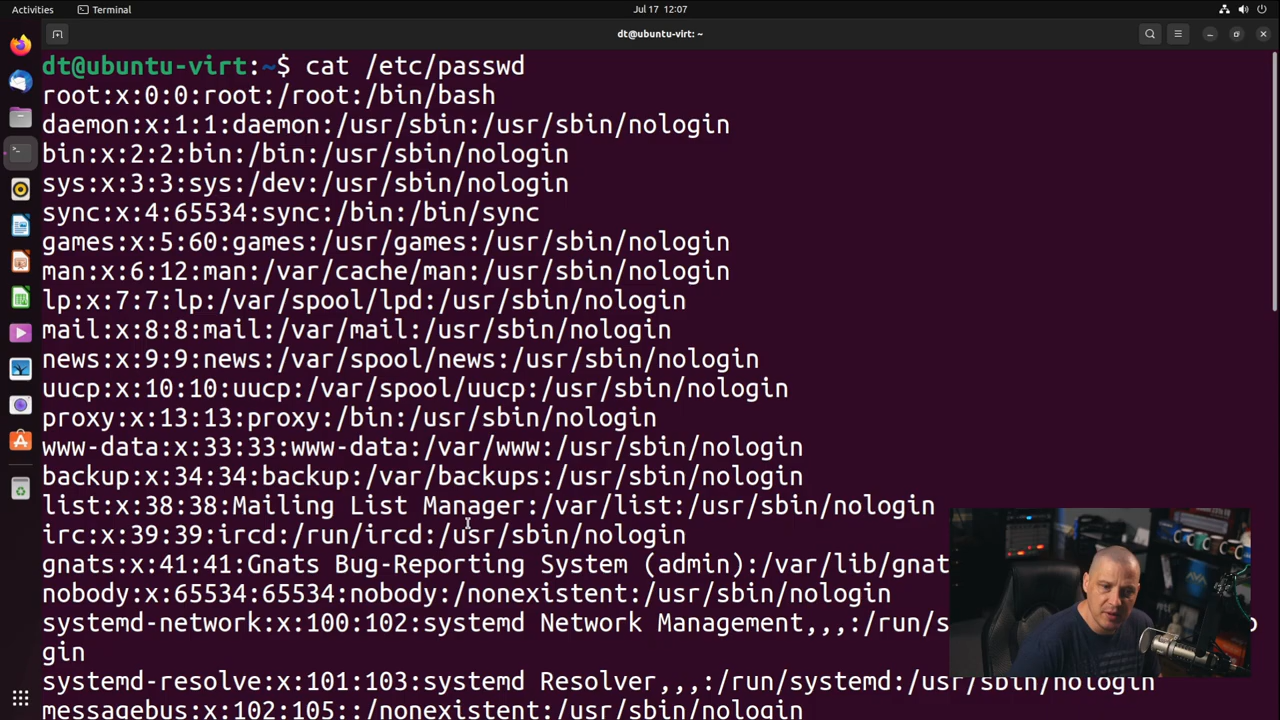 Activities
Terminal
Jul 17 12:07
dt@ubuntu-virt: ~
dt@ubuntu-virt:~$ cat /etc/passwd
root:x:0:0:root:/root:/bin/bash
daemon:x:1:1:daemon:/usr/sbin:/usr/sbin/nologin
bin:x:2:2:bin:/bin:/usr/sbin/nologin
sys:x:3:3:sys:/dev:/usr/sbin/nologin
sync:x:4:65534:sync:/bin:/bin/sync
games:x:5:60:games:/usr/games:/usr/sbin/nologin
man:x:6:12:man:/var/cache/man:/usr/sbin/nologin
lp:x:7:7:lp:/var/spool/lpd:/usr/sbin/nologin
mail:x:8:8:mail:/var/mail:/usr/sbin/nologin
news:x:9:9:news:/var/spool/news:/usr/sbin/nologin
uucp:x:10:10:uucp:/var/spool/uucp:/usr/sbin/nologin
proxy:x:13:13:proxy:/bin:/usr/sbin/nologin
www-data:x:33:33:www-data:/var/www:/usr/sbin/nologin
backup:x:34:34:backup:/var/backups:/usr/sbin/nologin
list:x:38:38:Mailing List Manager:/var/list:/usr/sbin/nologin
irc:x:39:39:ircd:/run/ircd:/usr/sbin/nologin
gnats:x:41:41:Gnats Bug-Reporting System (admin):/var/lib/gnat
nobody:x:65534:65534:nobody:/nonexistent:/usr/sbin/nologin
systemd-network:x:100:102:systemd Network Management,,,:/run/s
gin
systemd-resolve:x:101:103:systemd Resolver,,,:/run/systemd:/usr/sbin/nologin
messagebus:x:102:105::/nonexistent:/usr/sbin/nologin